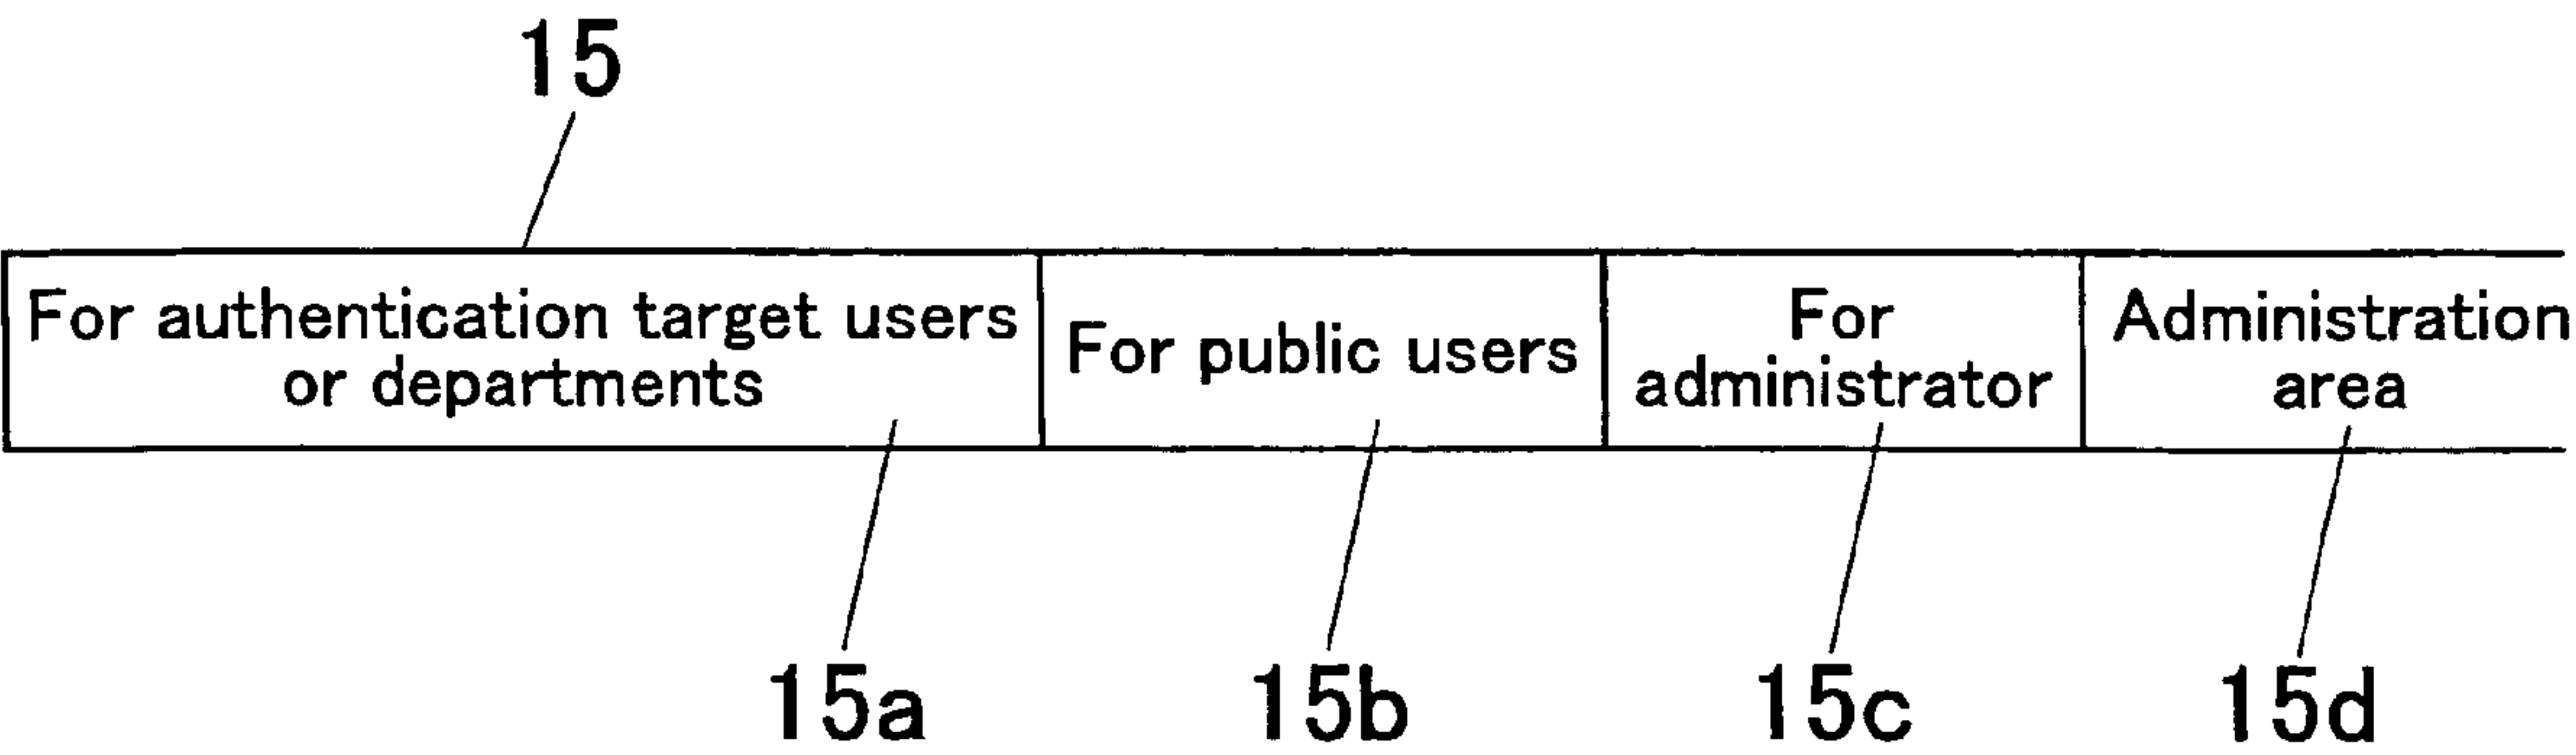 15
For authentication target users
or departments
For public users
For
administrator
Administration
area
15a
15b
15c
15d